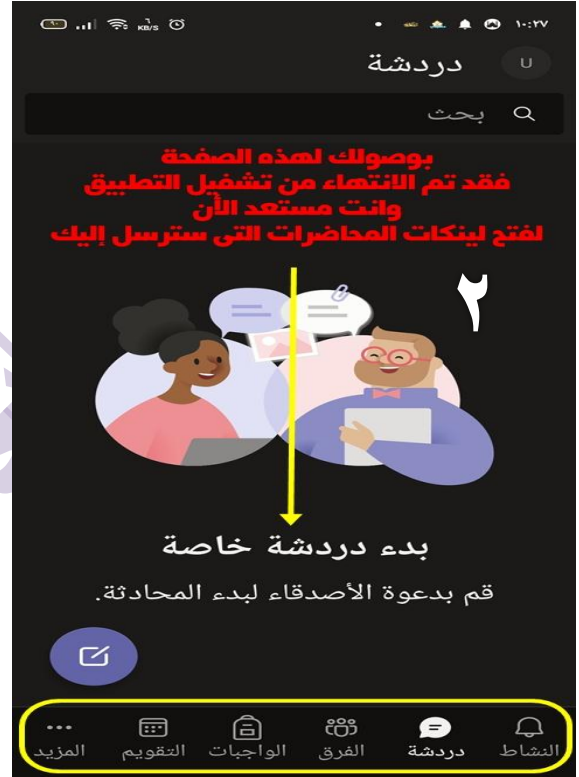 ١٠:٢٧
KB/s
دردشة
U
بحث
بوصولك لهذه الصفحة
فقد تم الانتهاء من تشغيل التطبيق
وانت مستعد الأن
لفتح لينكات المحاضرات التى سترسل إليك
٢
بدء دردشة خاصة
قم بدعوة الأصدقاء لبدء المحادثة.
النشاط
دردشة
الفرق
الواجبات
التقويم
المزيد